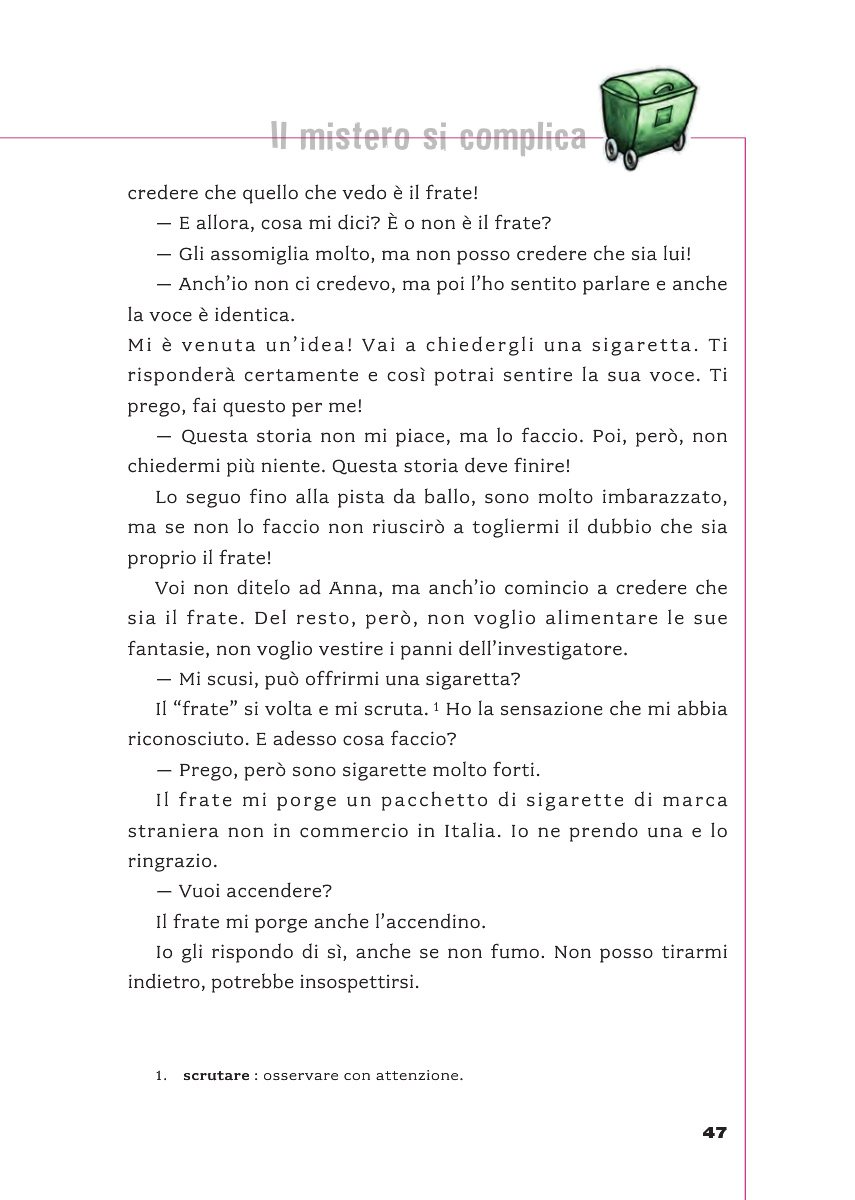 Il mistero si complica
credere che quello che vedo è il frate!
— E allora, cosa mi dici? È o non è il frate?
— Gli assomiglia molto, ma non posso credere che sia lui!
— Anch’io non ci credevo, ma poi l’ho sentito parlare e anche
la voce è identica.
Mi è venuta un’idea! Vai a chiedergli una sigaretta. Ti
risponderà certamente e così potrai sentire la sua voce. Ti
prego, fai questo per me!
— Questa storia non mi piace, ma lo faccio. Poi, però, non
chiedermi più niente. Questa storia deve finire!
Lo seguo fino alla pista da ballo, sono molto imbarazzato,
ma se non lo faccio non riuscirò a togliermi il dubbio che sia
proprio il frate!
Voi non ditelo ad Anna, ma anch’io comincio a credere che
sia il frate. Del resto, però, non voglio alimentare le sue
fantasie, non voglio vestire i panni dell’investigatore.
— Mi scusi, può offrirmi una sigaretta?
Il “frate” si volta e mi scruta. ¹ Ho la sensazione che mi abbia
riconosciuto. E adesso cosa faccio?
— Prego, però sono sigarette molto forti.
Il frate mi porge un pacchetto di sigarette di marca
straniera non in commercio in Italia. Io ne prendo una e lo
ringrazio.
— Vuoi accendere?
Il frate mi porge anche l’accendino.
Io gli rispondo di sì, anche se non fumo. Non posso tirarmi
indietro, potrebbe insospettirsi.
1. scrutare : osservare con attenzione.
47